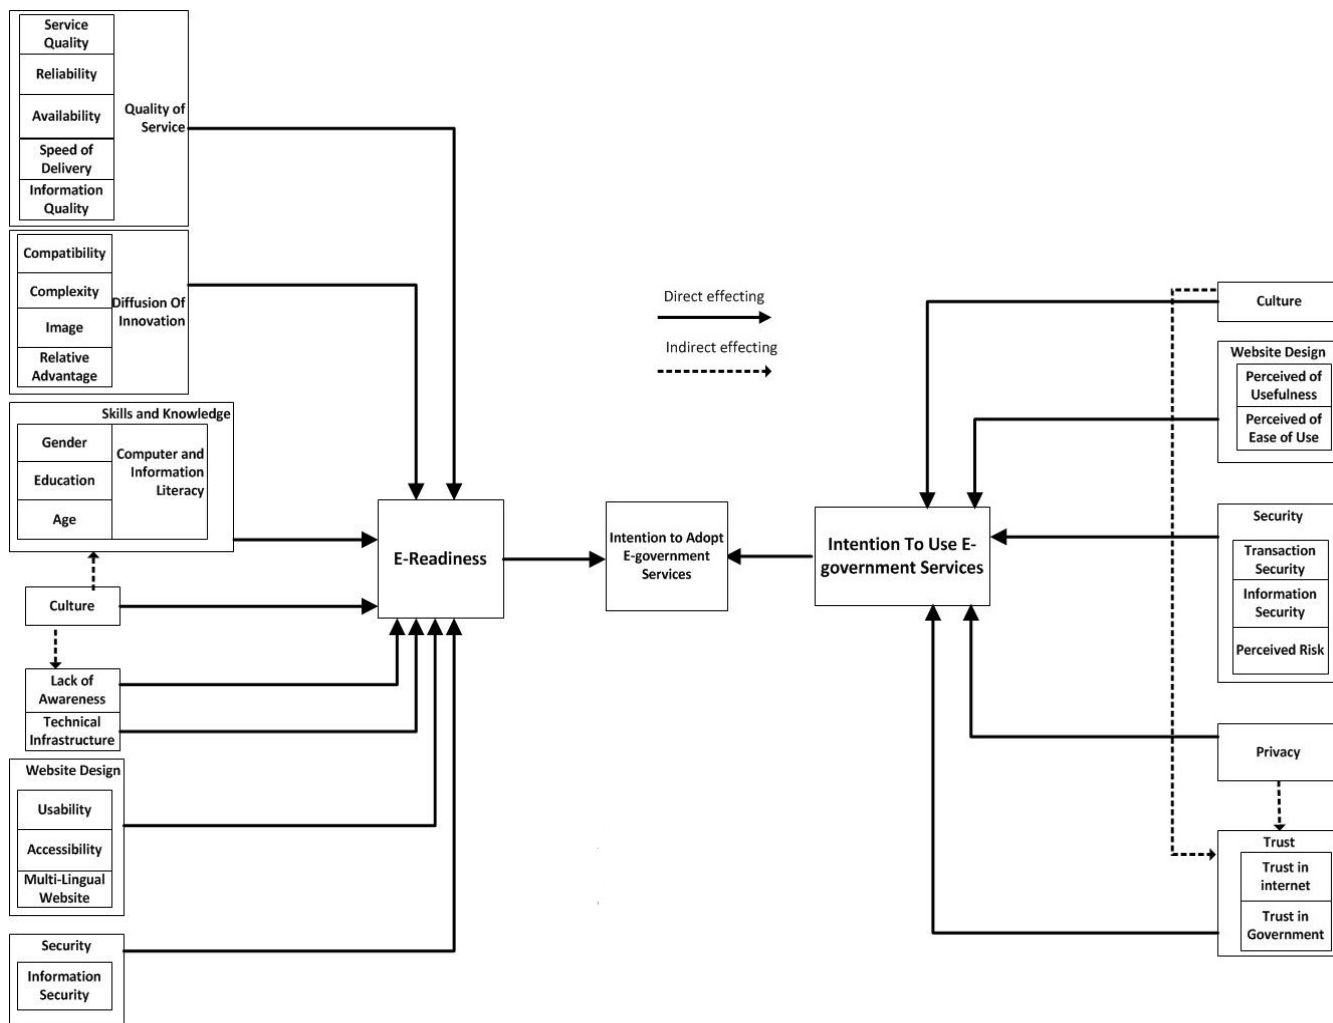 Service
Quality
Reliability
Availability
Speed of
Delivery
Information
Quality
Quality of
Service
Compatibility
Complexity
Image
Relative
Advantage
Diffusion Of
Innovation
Skills and Knowledge
Gender
Education
Age
Computer and
Information
Literacy
Culture
Lack of
Awareness
Technical
Infrastructure
Website Design
Usability
Accessibility
Multi-Lingual
Website
Security
Information
Security
E-Readiness
Intention to Adopt
E-government
Services
Direct effecting
Indirect effecting
Intention To Use E-
government Services
Culture
Website Design
Perceived of
Usefulness
Perceived of
Ease of Use
Security
Transaction
Security
Information
Security
Perceived Risk
Privacy
Trust
Trust in
internet
Trust in
Government